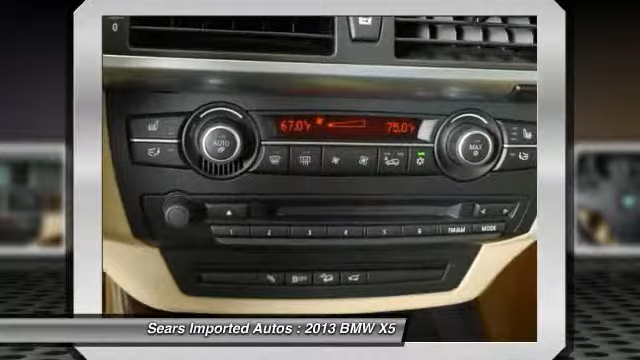 0
67.0°F 75.0°F
AUTO MAX
1 2 3 4 5 6 FM/AM MODE
Sears Imported Autos : 2013 BMW X5